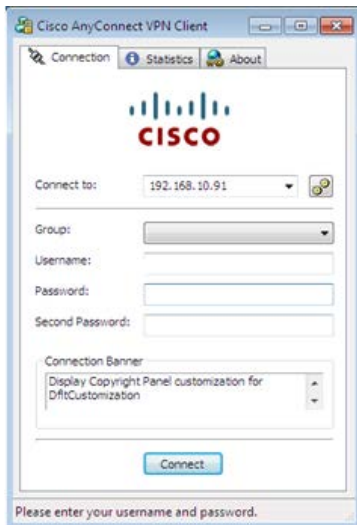 Cisco AnyConnect VPN Client
Connection
Statistics
About
CISCO
Connect to:
192.168.10.91
Group:
Username:
Password:
Second Password:
Connection Banner
Display Copyright Panel customization for
DfltCustomization
Connect
Please enter your username and password.